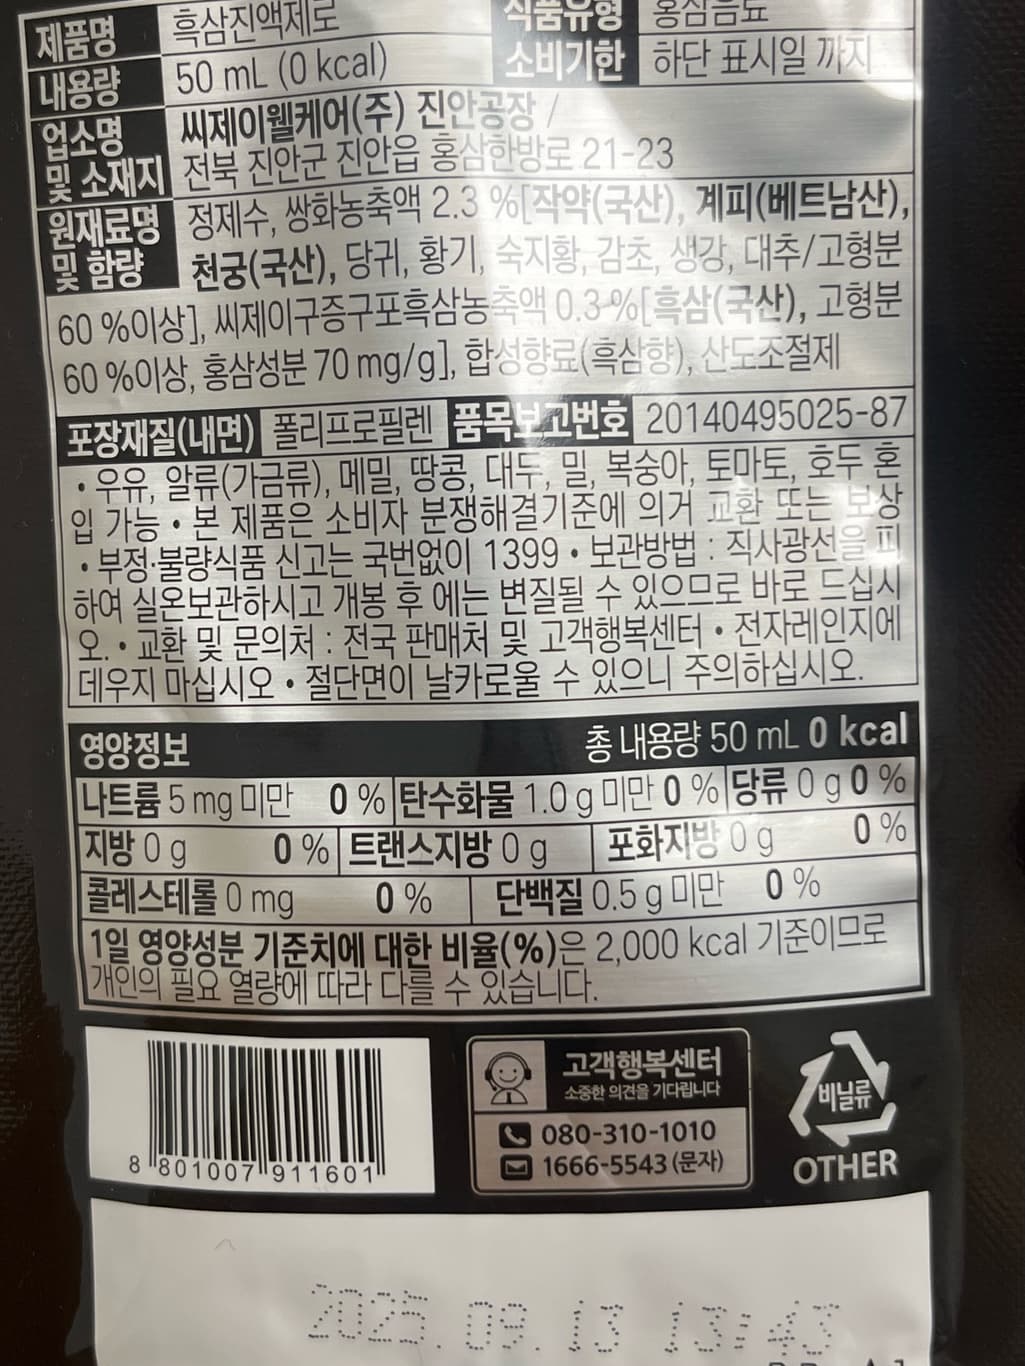 제품명 흑삼진액제로 식품유형 홍삼음료
내용량 50 mL (0 kcal) 소비기한 하단 표시일 까지
업소명 및 소재지 씨제이웰케어(주) 진안공장 /
전북 진안군 진안읍 홍삼한방로 21-23
원재료명 및 함량 정제수, 쌍화농축액 2.3 %[작약(국산), 계피(베트남산),
천궁(국산), 당귀, 황기, 숙지황, 감초, 생강, 대추/고형분
60 %이상], 씨제이구증구포흑삼농축액 0.3 %[흑삼(국산), 고형분
60 %이상, 홍삼성분 70 mg/g], 합성향료(흑삼향), 산도조절제
포장재질(내면) 폴리프로필렌 품목보고번호 20140495025-87
• 우유, 알류(가금류), 메밀, 땅콩, 대두, 밀, 복숭아, 토마토, 호두 혼
입 가능 • 본 제품은 소비자 분쟁해결기준에 의거 교환 또는 보상
• 부정·불량식품 신고는 국번없이 1399 • 보관방법 : 직사광선을 피
하여 실온보관하시고 개봉 후 에는 변질될 수 있으므로 바로 드십시
오. • 교환 및 문의처 : 전국 판매처 및 고객행복센터 • 전자레인지에
데우지 마십시오 • 절단면이 날카로울 수 있으니 주의하십시오.
영양정보 총 내용량 50 mL 0 kcal
나트륨 5 mg 미만 0 % 탄수화물 1.0 g 미만 0 % 당류 0 g 0 %
지방 0 g 0 % 트랜스지방 0 g 포화지방 0 g 0 %
콜레스테롤 0 mg 0 % 단백질 0.5 g 미만 0 %
1일 영양성분 기준치에 대한 비율(%)은 2,000 kcal 기준이므로
개인의 필요 열량에 따라 다를 수 있습니다.
8 801007 911601
고객행복센터
소중한 의견을 기다립니다
080-310-1010
1666-5543 (문자)
비닐류
OTHER
2025.09.13 13:43